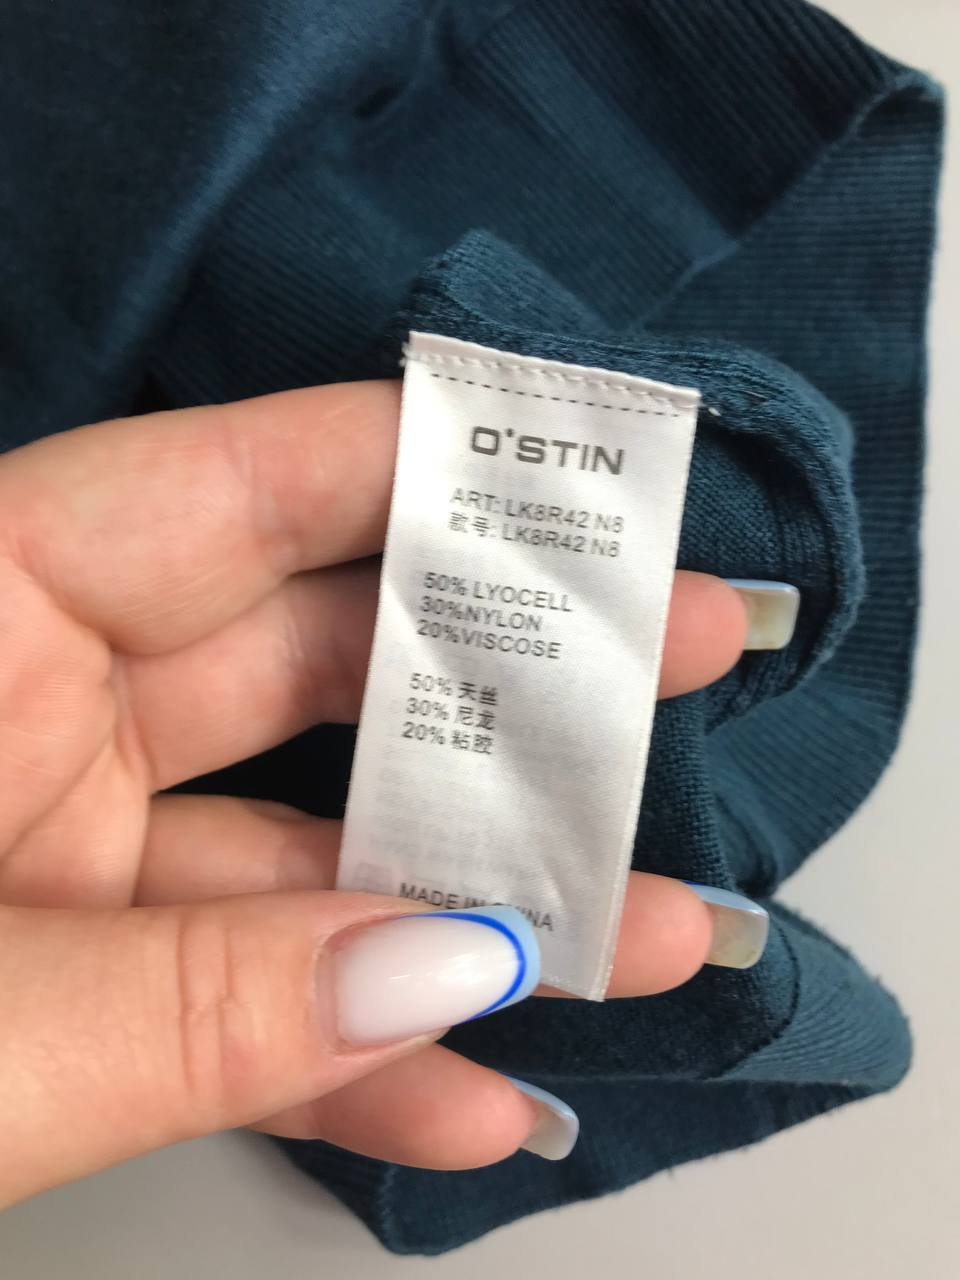 O'STIN
ART: LK8R42 N8
款号: LK8R42 N8
50% LYOCELL
30%NYLON
20%VISCOSE
50% 天丝
30% 尼龙
20% 粘胶
MADE IN CHINA